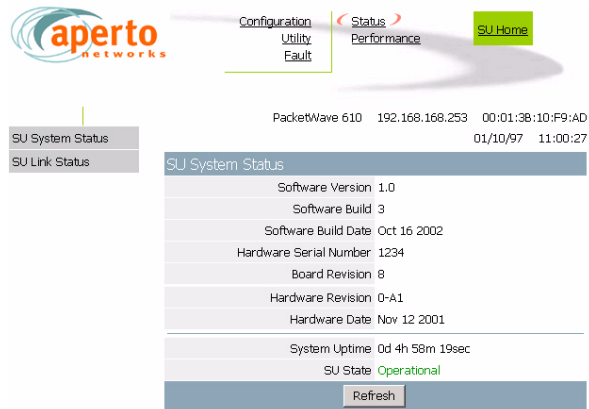 aperto
networks
Configuration
Utility
Fault
Status
Performance
SU Home
PacketWave 610 192.168.168.253 00:01:3B:10:F9:AD
01/10/97 11:00:27
SU System Status
SU Link Status
SU System Status
Software Version 1.0
Software Build 3
Software Build Date Oct 16 2002
Hardware Serial Number 1234
Board Revision 8
Hardware Revision 0-A1
Hardware Date Nov 12 2001
System Uptime 0d 4h 58m 19sec
SU State Operational
Refresh